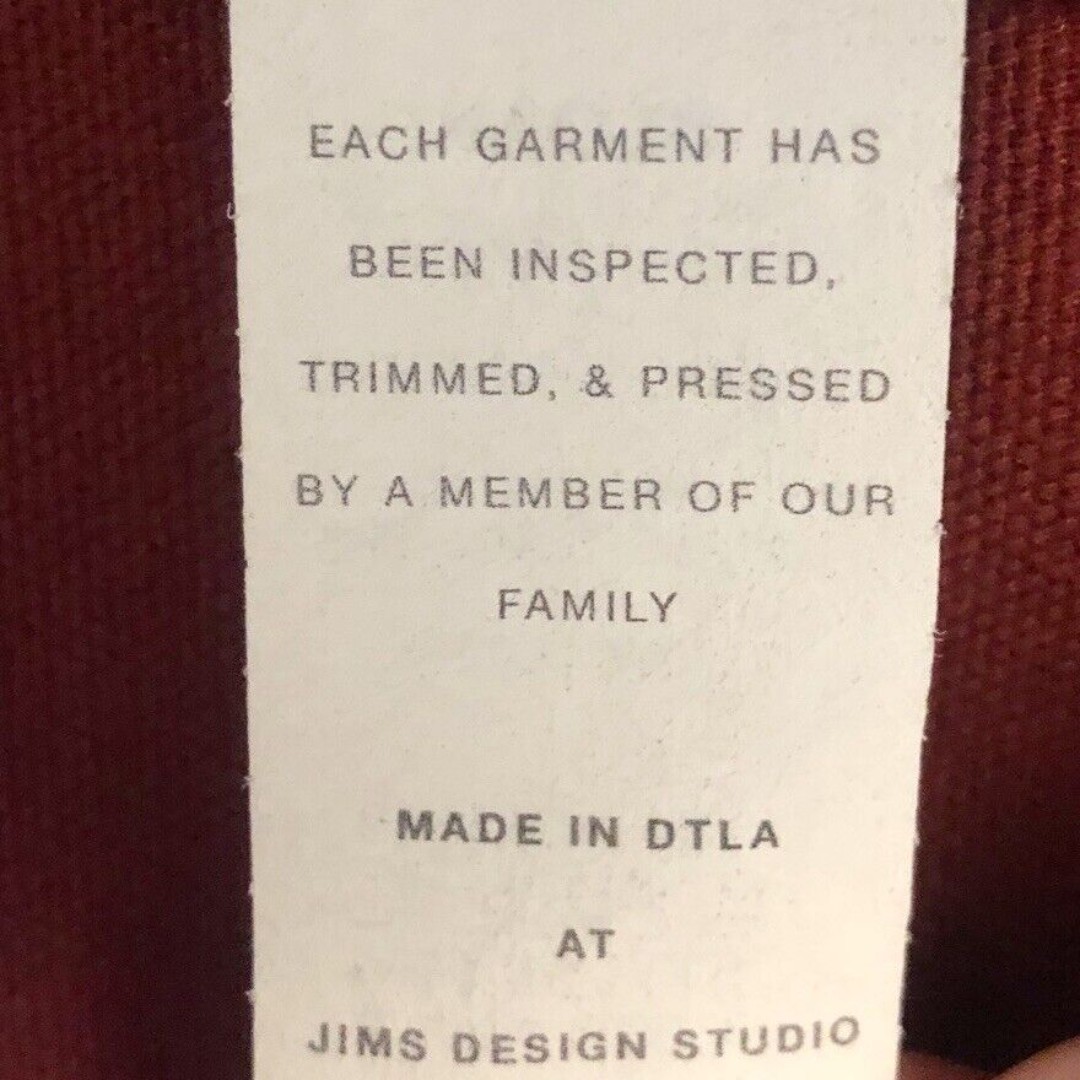 EACH GARMENT HAS
BEEN INSPECTED,
TRIMMED, & PRESSED
BY A MEMBER OF OUR
FAMILY
MADE IN DTLA
AT
JIMS DESIGN STUDIO